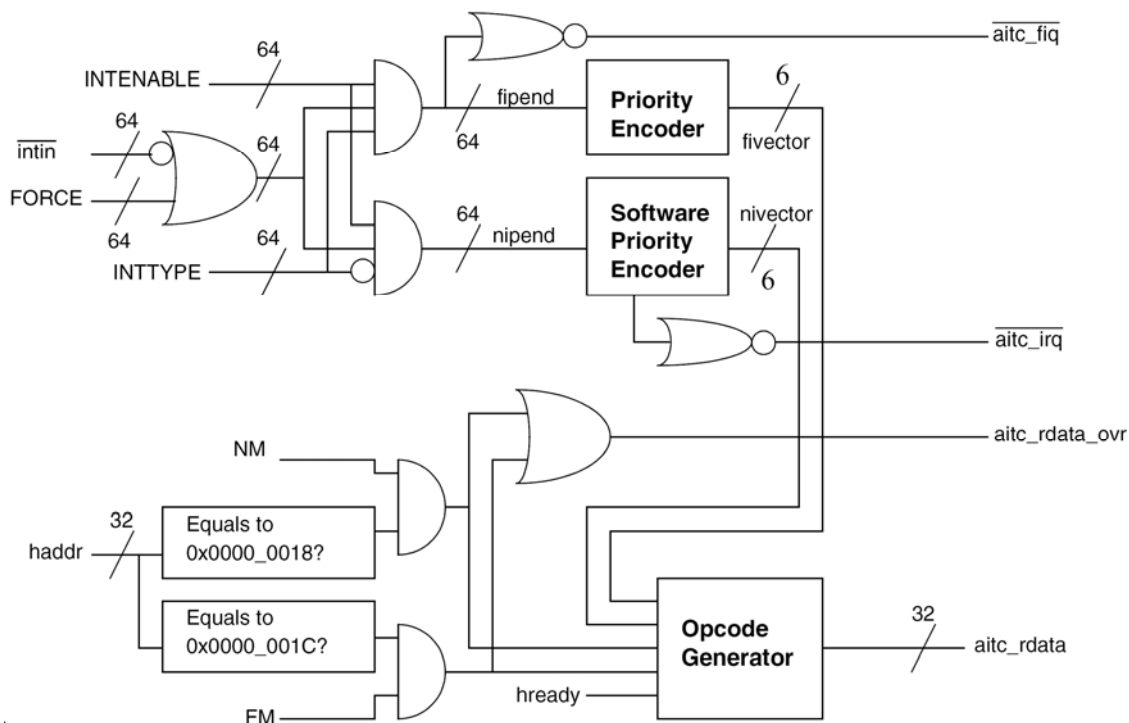 aitc_fiq
64
INTENABLE
6
fipend
Priority
Encoder
64
64
64
intin
fivector
FORCE
64
64
64
Software
Priority
Encoder
nivector
nipend
INTTYPE
6
aitc_irq
NM
aitc_rdata_ovr
32
Equals to
0x0000_0018?
haddr
Equals to
0x0000_001C?
Opcode
Generator
32
aitc_rdata
hready
FM